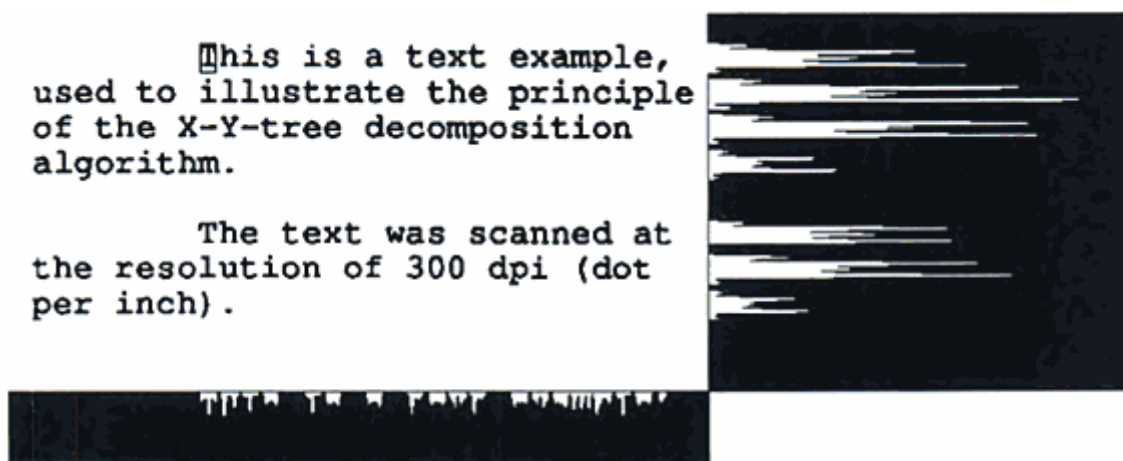 This is a text example,
used to illustrate the principle
of the X-Y-tree decomposition
algorithm.
The text was scanned at
the resolution of 300 dpi (dot
per inch).